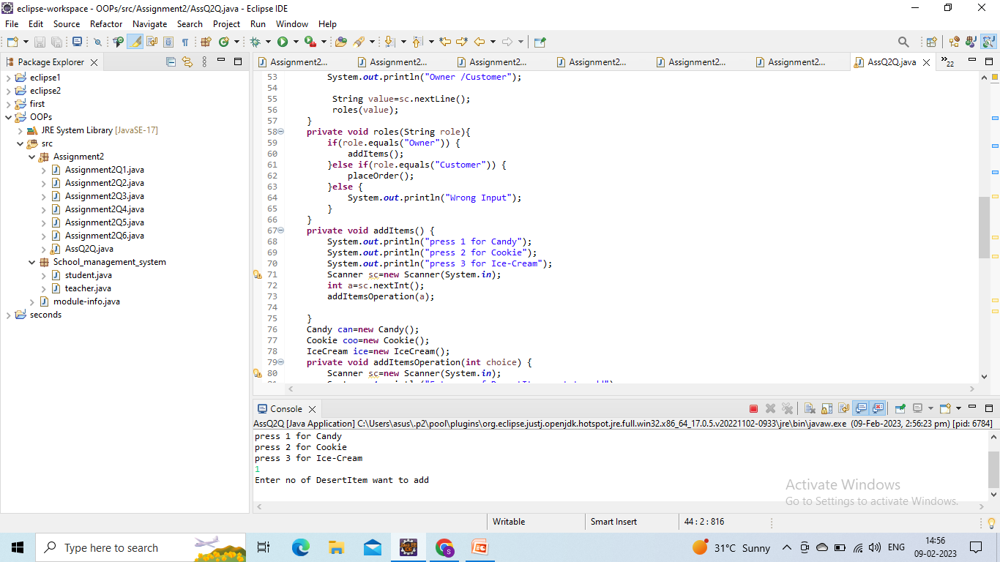 eclipse-workspace - OOPs/src/Assignment2/AssQ2Q.java - Eclipse IDE
File Edit Source Refactor Navigate Search Project Run Window Help
Package Explorer
Assignment2... Assignment2... Assignment2... Assignment2... Assignment2... Assignment2... AssQ2Q.java 22
eclipse1
eclipse2
first
OOPs
JRE System Library [JavaSE-17]
src
Assignment2
Assignment2Q1.java
Assignment2Q2.java
Assignment2Q3.java
Assignment2Q4.java
Assignment2Q5.java
Assignment2Q6.java
AssQ2Q.java
School_management_system
student.java
teacher.java
module-info.java
seconds
53 System.out.println("Owner /Customer");
54
55 String value=sc.nextLine();
56 roles(value);
57 }
58 private void roles(String role){
59 if(role.equals("Owner")) {
60 addItems();
61 }else if(role.equals("Customer")) {
62 placeOrder();
63 }else {
64 System.out.println("Wrong Input");
65 }
66 }
67 private void addItems() {
68 System.out.println("press 1 for Candy");
69 System.out.println("press 2 for Cookie");
70 System.out.println("press 3 for Ice-Cream");
71 Scanner sc=new Scanner(System.in);
72 int a=sc.nextInt();
73 addItemsOperation(a);
74
75 }
76 Candy can=new Candy();
77 Cookie coo=new Cookie();
78 IceCream ice=new IceCream();
79 private void addItemsOperation(int choice) {
80 Scanner sc=new Scanner(System.in);
Console
AssQ2Q [Java Application] C:\Users\asus\.p2\pool\plugins\org.eclipse.justj.openjdk.hotspot.jre.full.win32.x86_64_17.0.5.v20221102-0933\jre\bin\javaw.exe (09-Feb-2023, 2:56:23 pm) [pid: 6784]
press 1 for Candy
press 2 for Cookie
press 3 for Ice-Cream
1
Enter no of DesertItem want to add
Activate Windows
Go to Settings to activate Windows.
Writable Smart Insert 44 : 2 : 816
Type here to search
31°C Sunny ENG 14:56
09-02-2023